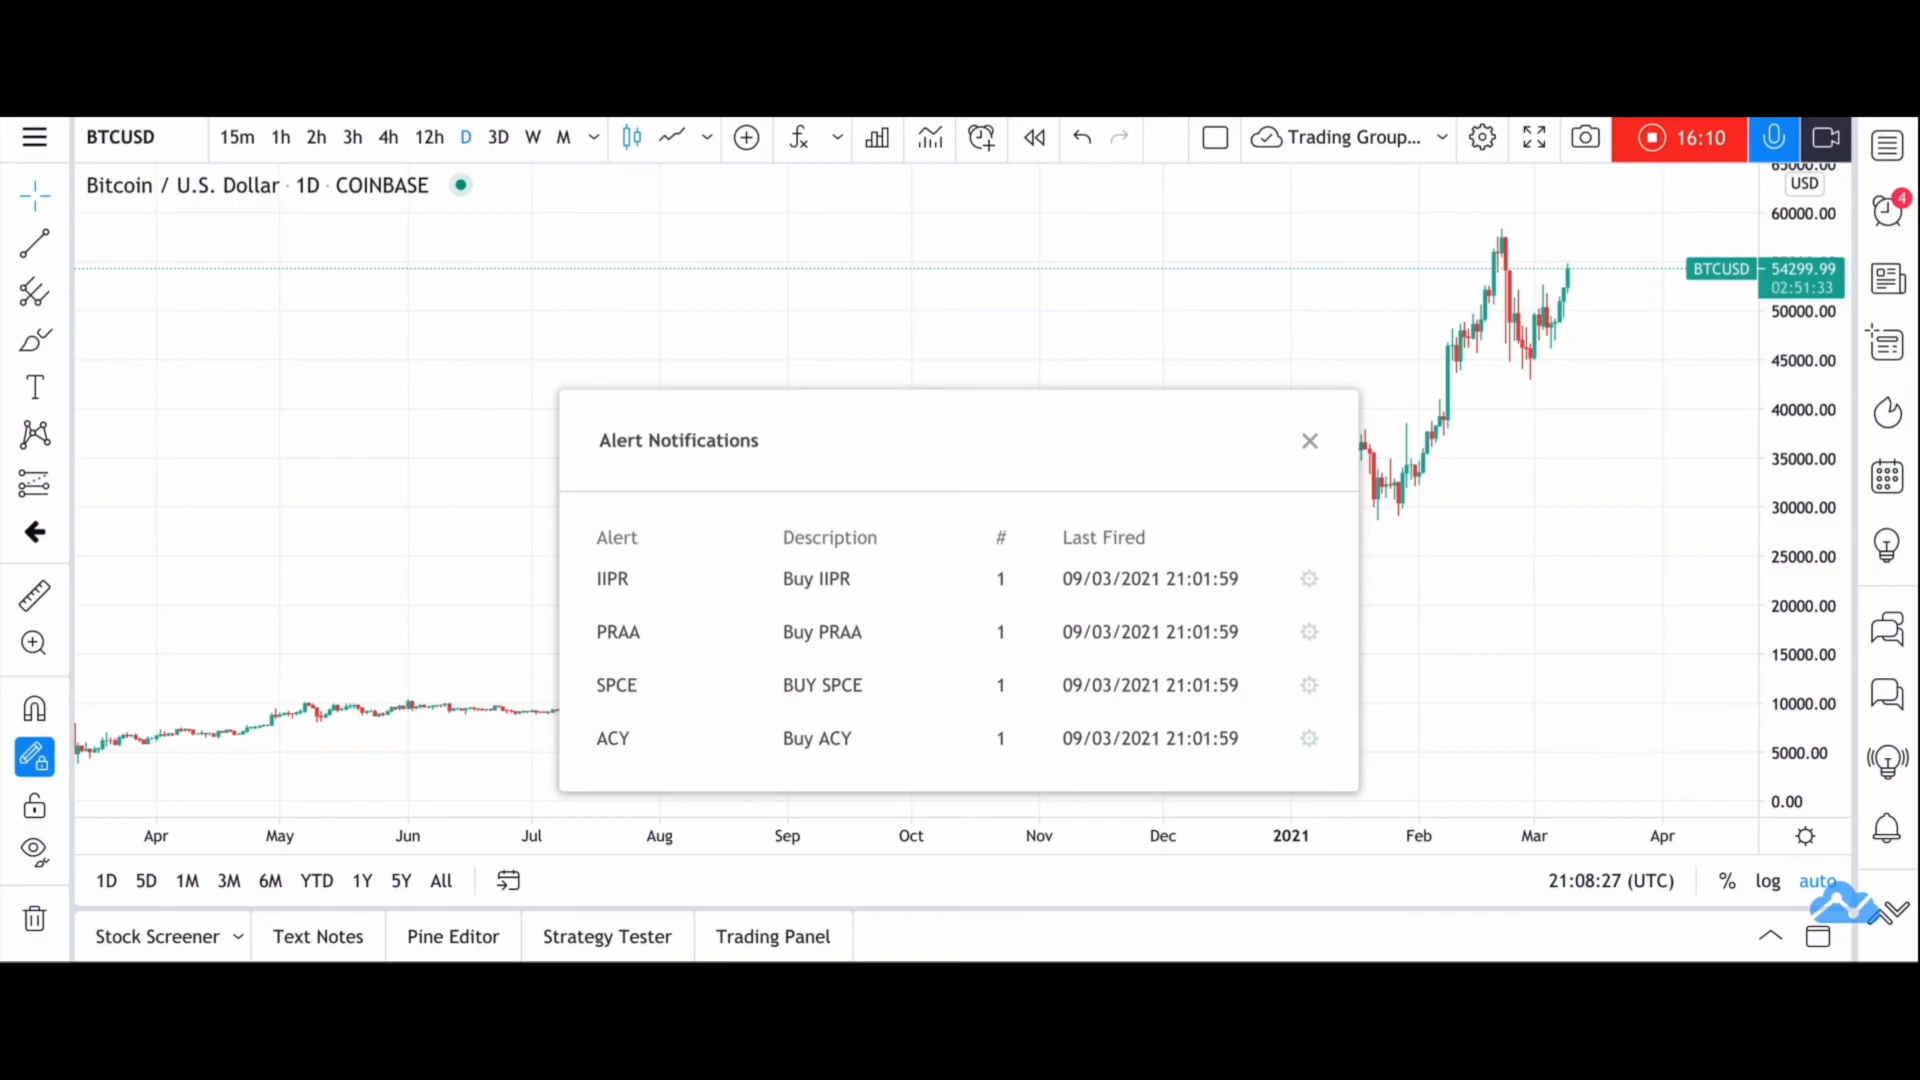 BTCUSD 15m 1h 2h 3h 4h 12h D 3D W M Trading Group... 16:10
Bitcoin / U.S. Dollar · 1D · COINBASE
65000.00
USD
4
60000.00
BTCUSD 54299.99
02:51:33
50000.00
45000.00
40000.00
35000.00
30000.00
25000.00
20000.00
15000.00
10000.00
5000.00
0.00
Alert Notifications
Alert Description # Last Fired
IIPR Buy IIPR 1 09/03/2021 21:01:59
PRAA Buy PRAA 1 09/03/2021 21:01:59
SPCE BUY SPCE 1 09/03/2021 21:01:59
ACY Buy ACY 1 09/03/2021 21:01:59
Apr May Jun Jul Aug Sep Oct Nov Dec 2021 Feb Mar Apr
1D 5D 1M 3M 6M YTD 1Y 5Y All 21:08:27 (UTC) % log auto
Stock Screener Text Notes Pine Editor Strategy Tester Trading Panel